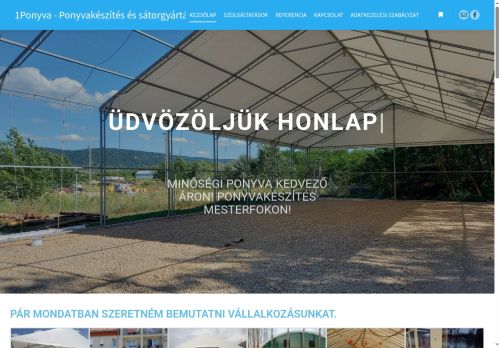 1Ponyva - Ponyvakészítés és sátorgyártá
KEZDŐLAP
SZOLGÁLTATÁSOK
REFERENCIA
KAPCSOLAT
ADATKEZELÉSI SZABÁLYZAT
ÜDVÖZÖLJÜK HONLAP|
MINŐSÉGI PONYVA KEDVEZŐ
ÁRON! PONYVAKÉSZÍTÉS
MESTERFOKON!
PÁR MONDATBAN SZERETNÉM BEMUTATNI VÁLLALKOZÁSUNKAT.